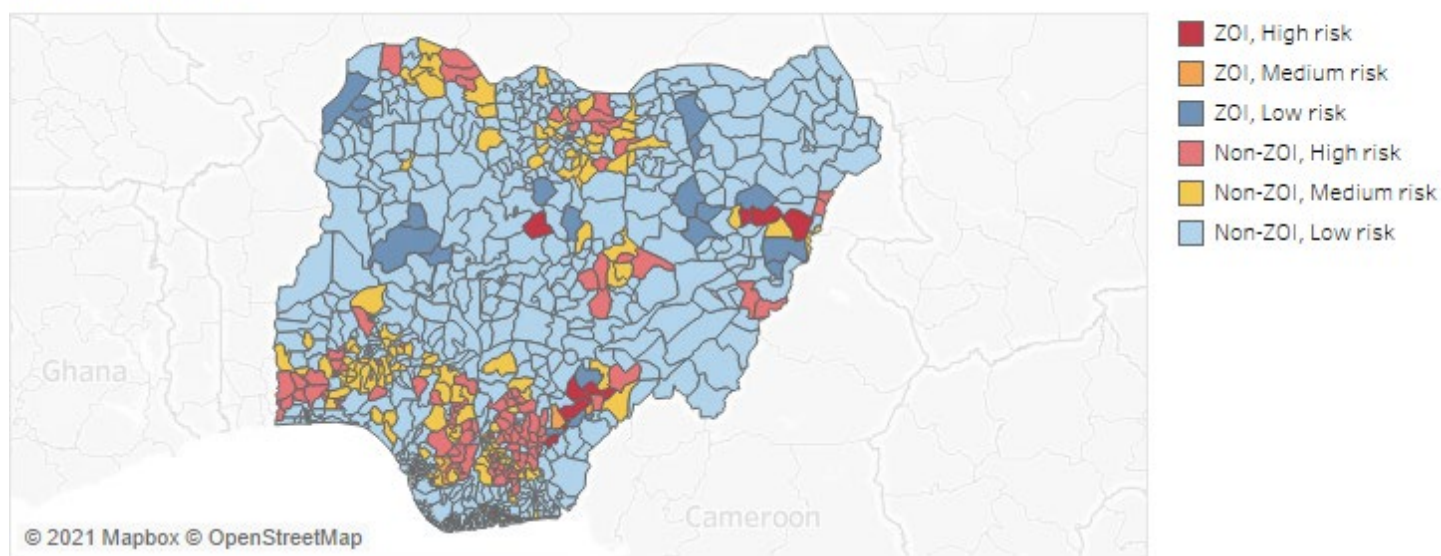 ZOI, High risk
ZOI, Medium risk
ZOI, Low risk
Non-ZOI, High risk
Non-ZOI, Medium risk
Non-ZOI, Low risk
Ghana
Cameroon
© 2021 Mapbox © OpenStreetMap